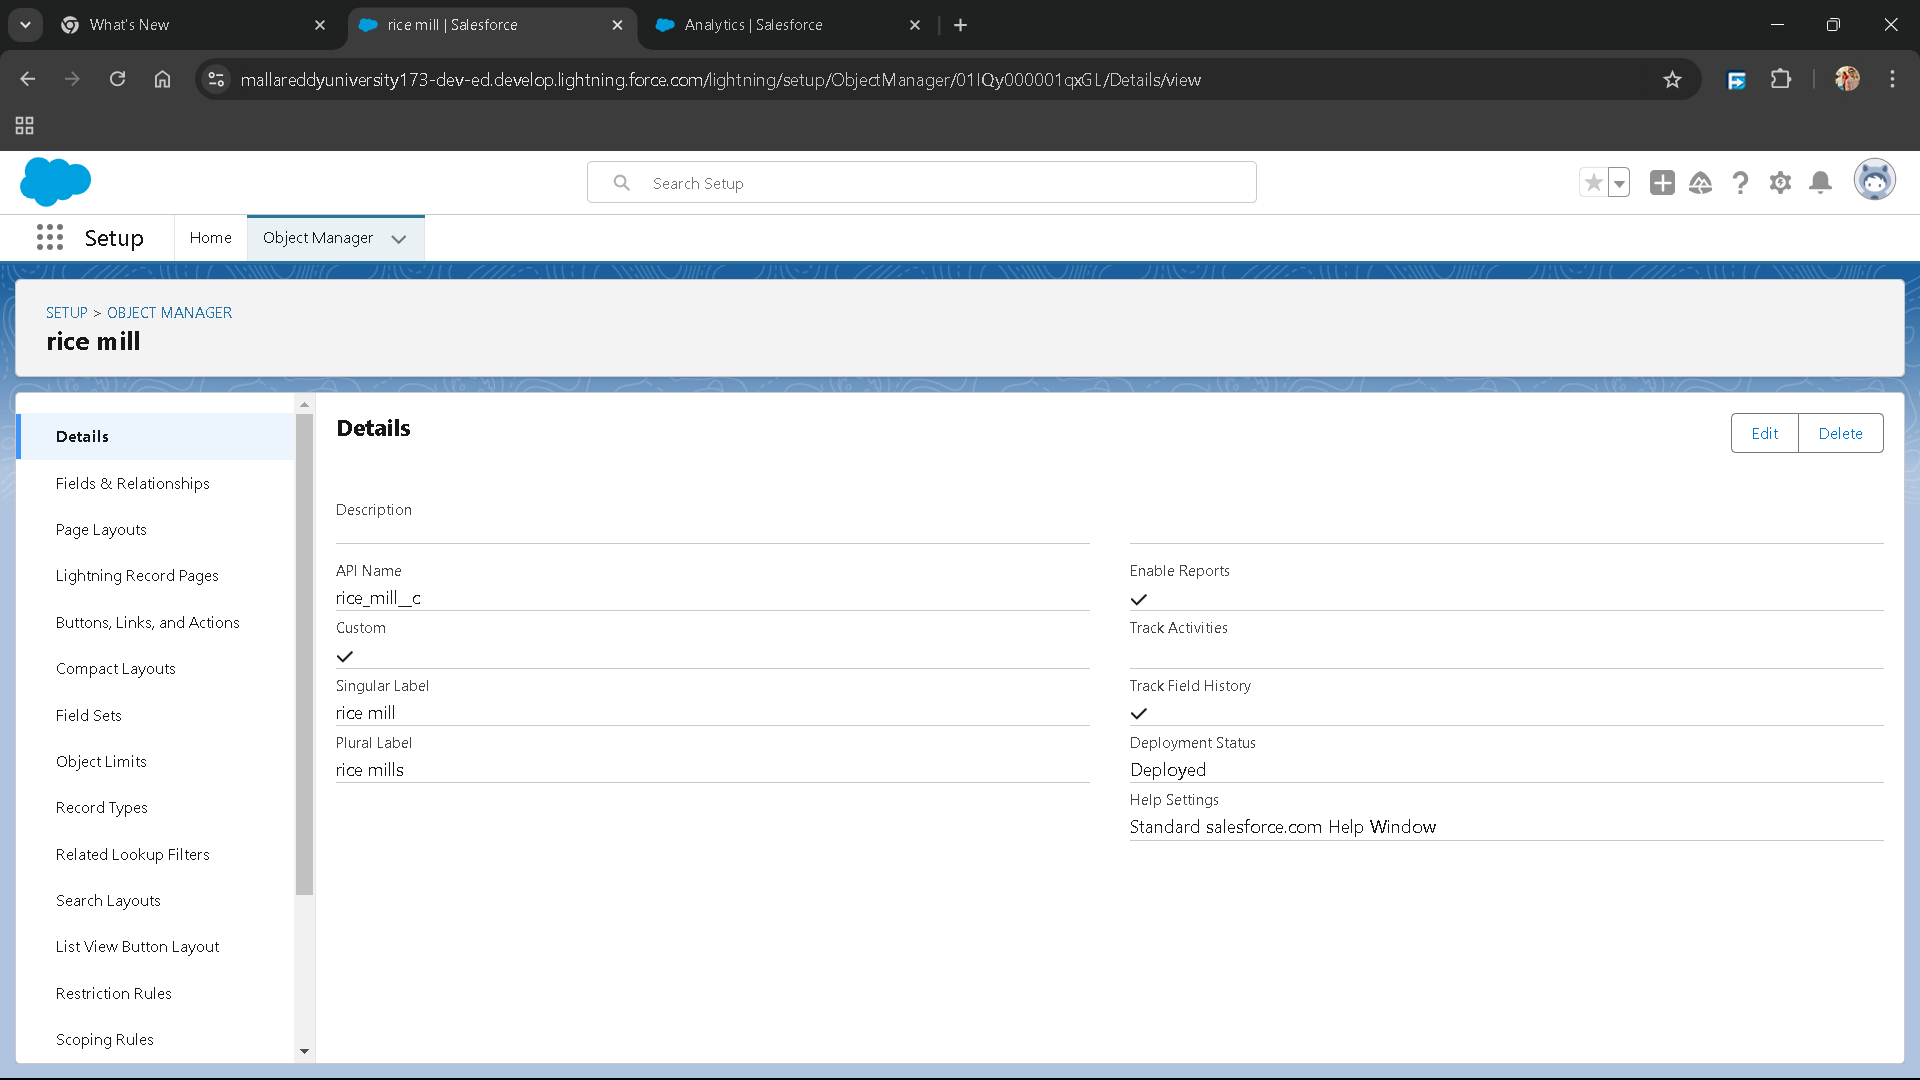 What's New
rice mill | Salesforce
Analytics | Salesforce
mallareddyuniversity173-dev-ed.develop.lightning.force.com/lightning/setup/ObjectManager/01IQy000001qxGL/Details/view
Search Setup
Setup
Home
Object Manager
SETUP > OBJECT MANAGER
rice mill
Details
Fields & Relationships
Page Layouts
Lightning Record Pages
Buttons, Links, and Actions
Compact Layouts
Field Sets
Object Limits
Record Types
Related Lookup Filters
Search Layouts
List View Button Layout
Restriction Rules
Scoping Rules
Details
Edit
Delete
Description
API Name
rice_mill__c
Custom
Singular Label
rice mill
Plural Label
rice mills
Enable Reports
Track Activities
Track Field History
Deployment Status
Deployed
Help Settings
Standard salesforce.com Help Window